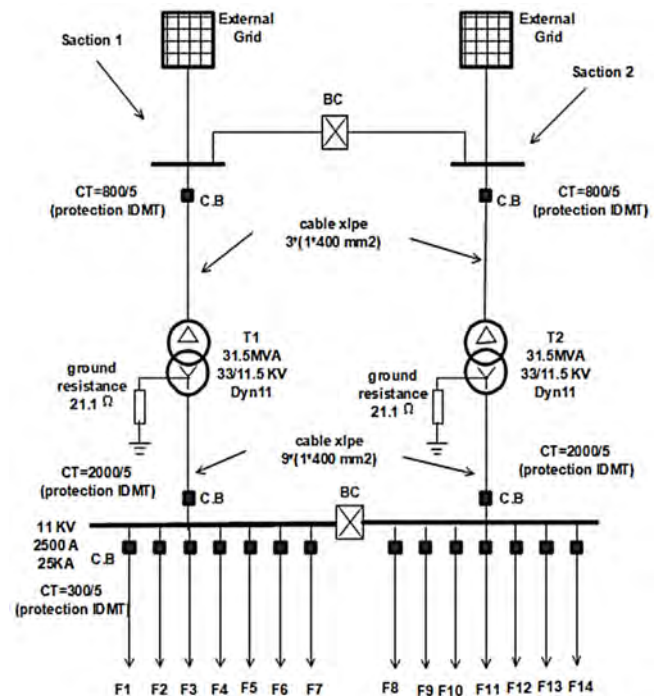 External
Grid
External
Grid
Saction 1
Saction 2
BC
CT=800/5
(protection IDMT)
C.B
C.B
CT=800/5
(protection IDMT)
cable xlpe
3*(1*400 mm2)
T1
31.5MVA
33/11.5 KV
Dyn11
T2
31.5MVA
33/11.5 KV
Dyn11
ground
resistance
21.1 Ω
ground
resistance
21.1 Ω
cable xlpe
9*(1*400 mm2)
CT=2000/5
(protection IDMT)
C.B
C.B
CT=2000/5
(protection IDMT)
BC
11 KV
2500 A
25KA
C.B
CT=300/5
(protection IDMT)
F1 F2 F3 F4 F5 F6 F7 F8 F9 F10 F11 F12 F13 F14